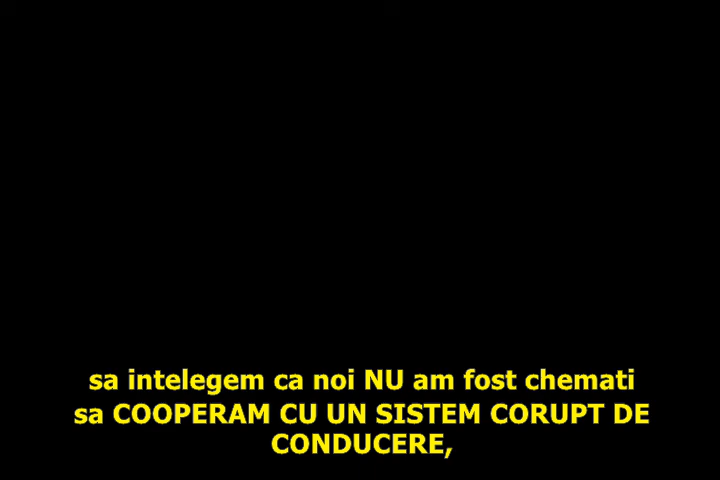 sa intelegem ca noi NU am fost chemati
sa COOPERAM CU UN SISTEM CORUPT DE
CONDUCERE,